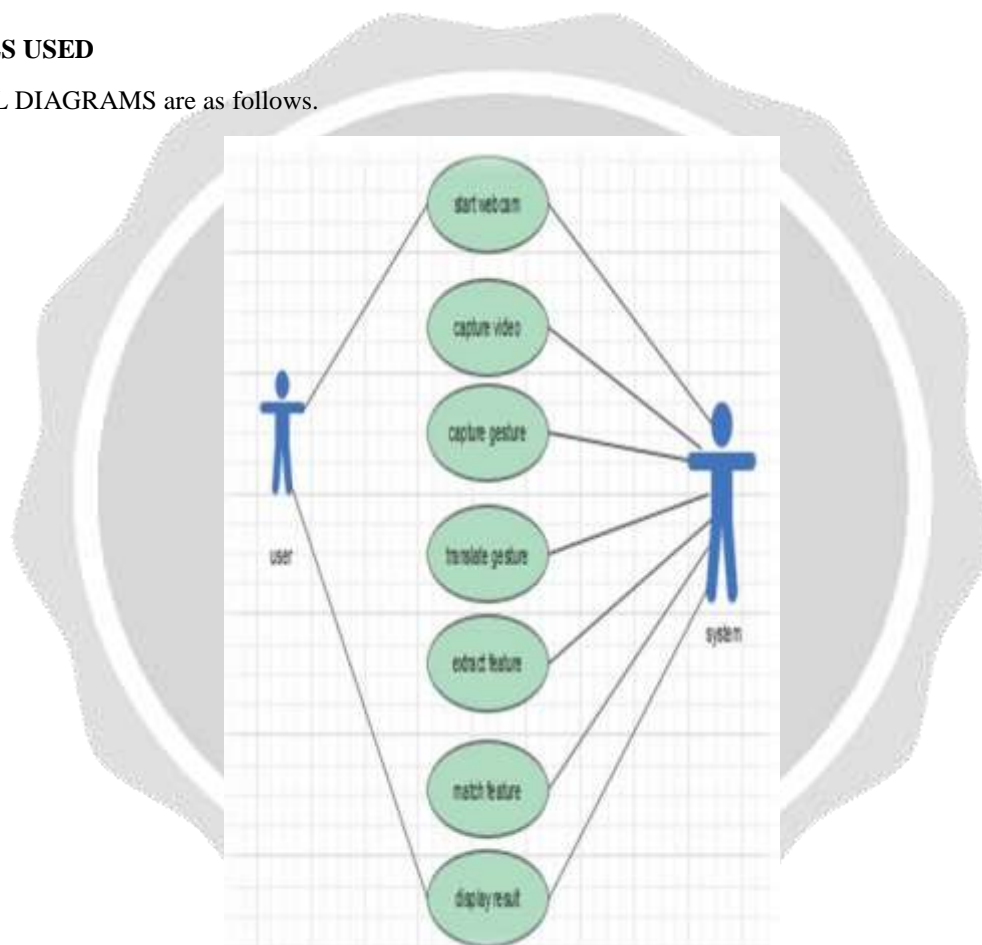 S USED
L DIAGRAMS are as follows.
start webcam
capture video
capture gesture
translate gesture
user
system
extract feature
match feature
display result